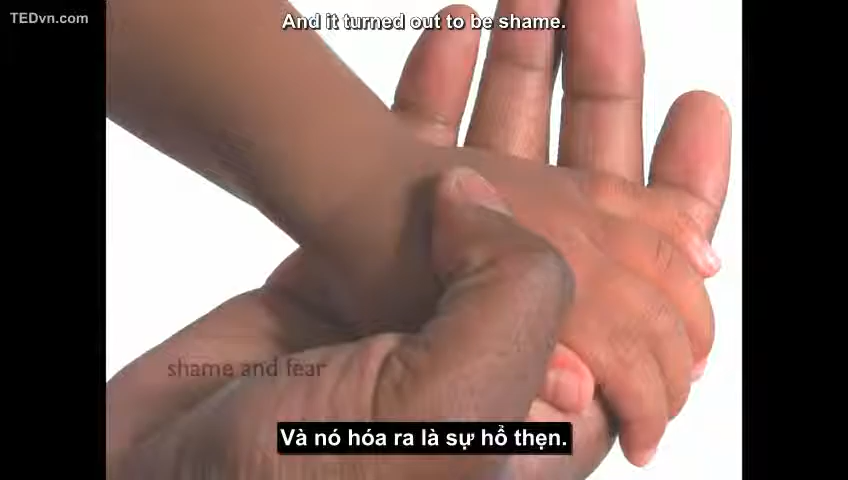 TEDvn.com
And it turned out to be shame.
shame and fear
Và nó hóa ra là sự hổ thẹn.